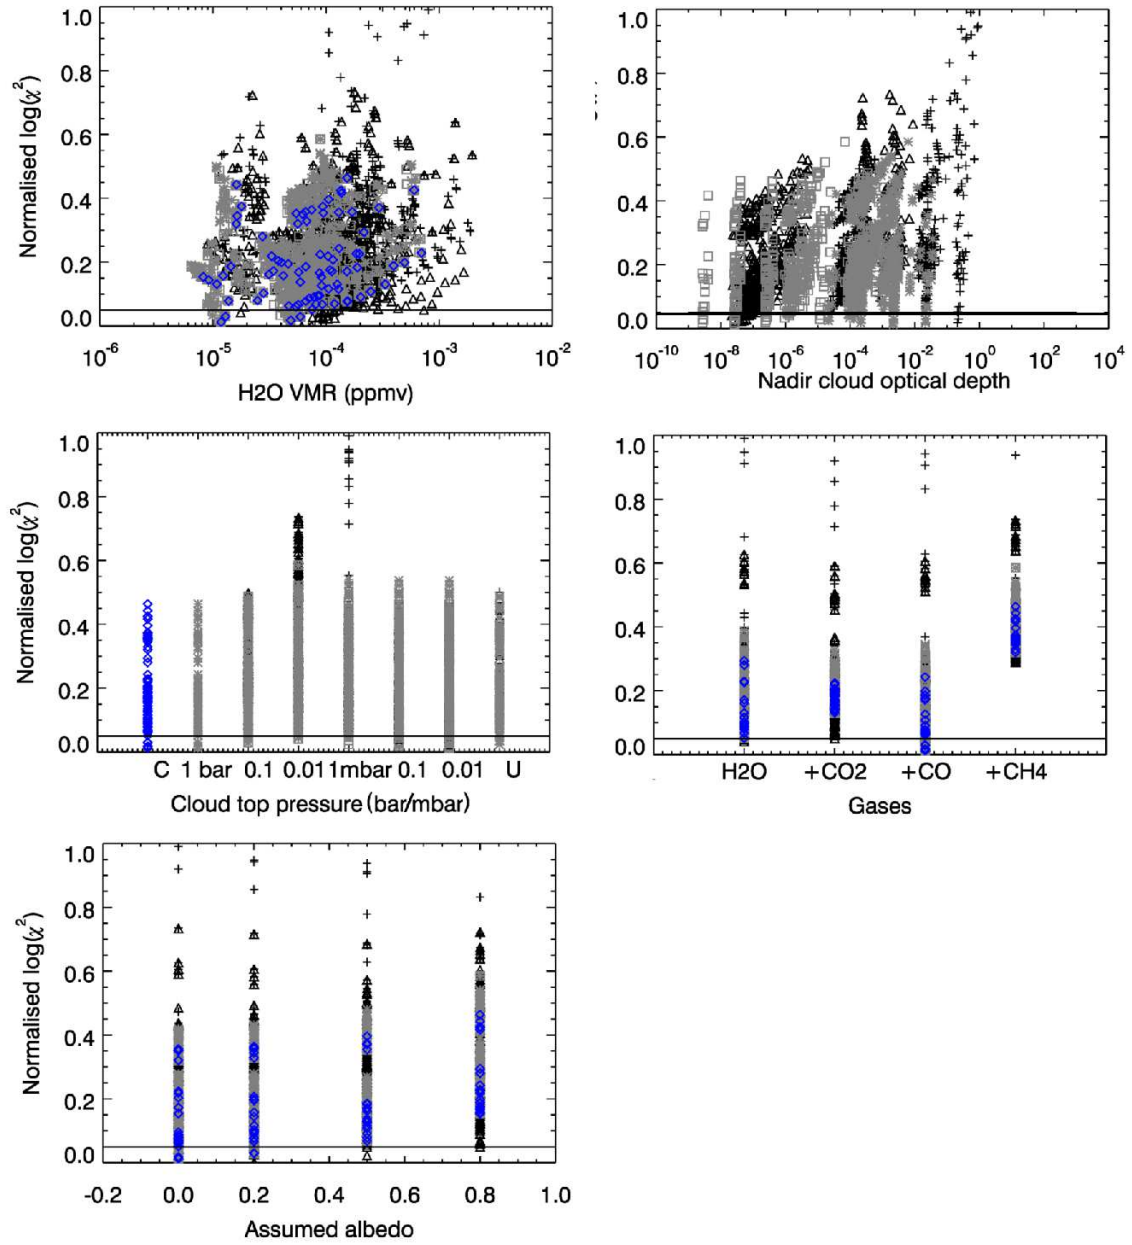 1.0
0.8
0.6
0.4
0.2
0.0
Normalised log(χ²)
10⁻⁶ 10⁻⁵ 10⁻⁴ 10⁻³ 10⁻²
H2O VMR (ppmv)
1.0
0.8
0.6
0.4
0.2
0.0
10⁻¹⁰ 10⁻⁸ 10⁻⁶ 10⁻⁴ 10⁻² 10⁰ 10² 10⁴
Nadir cloud optical depth
1.0
0.8
0.6
0.4
0.2
0.0
Normalised log(χ²)
C 1 bar 0.1 0.01 1mbar 0.1 0.01 U
Cloud top pressure (bar/mbar)
1.0
0.8
0.6
0.4
0.2
0.0
Normalised log(χ²)
H2O +CO2 +CO +CH4
Gases
1.0
0.8
0.6
0.4
0.2
0.0
Normalised log(χ²)
-0.2 0.0 0.2 0.4 0.6 0.8 1.0
Assumed albedo